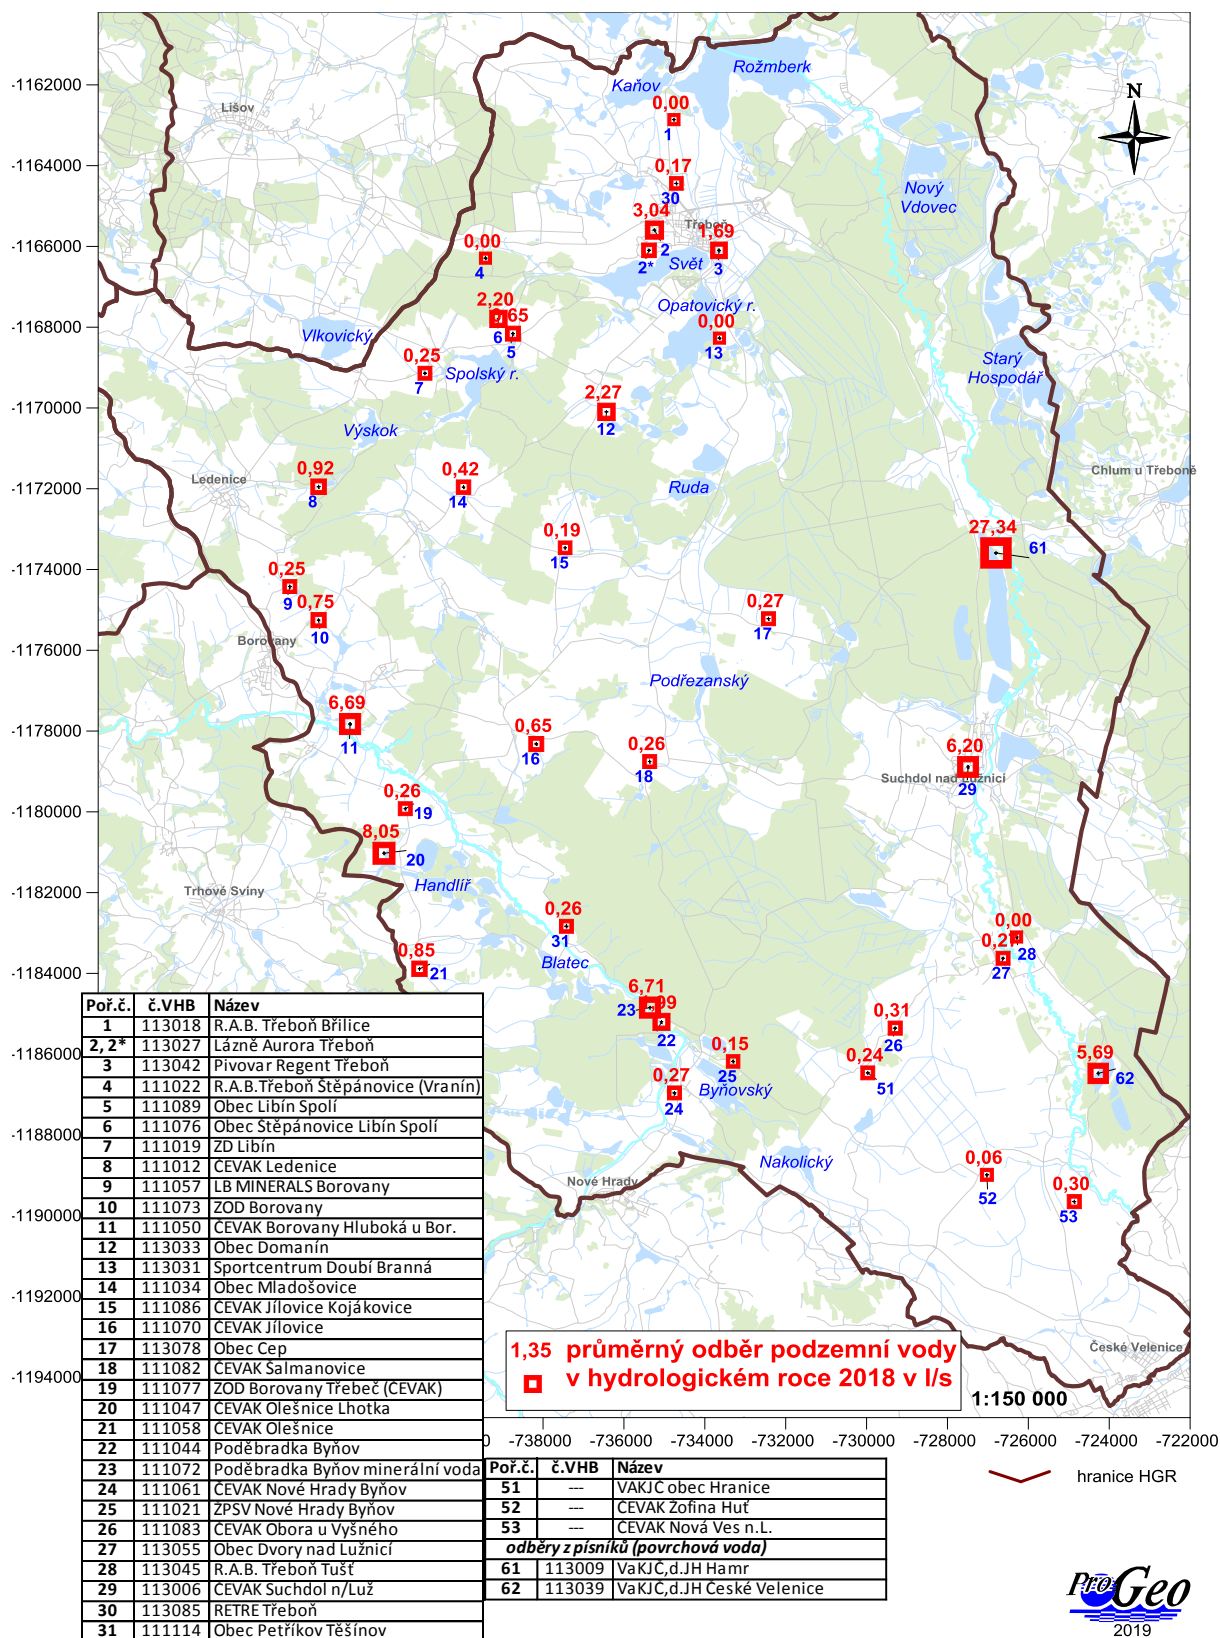 -1162000
-1164000
-1166000
-1168000
-1170000
-1172000
-1174000
-1176000
-1178000
-1180000
-1182000
-1184000
-1186000
-1188000
-1190000
-1192000
-1194000
Kaňov
Rožmberk
N
Lišov
0,00
1
0,17
30
Nový
Vdovec
3,04
2
Třeboň
1,69
3
2*
Svět
0,00
4
Opatovický r.
2,20
6
0,65
5
0,00
13
Vlkovický
Starý
Hospodář
0,25
7
Spolský r.
2,27
12
Výskok
Ledenice
0,92
8
0,42
14
Ruda
Chlum u Třeboně
27,34
61
0,19
15
0,25
9
0,75
10
Borovany
0,27
17
Podřezanský
6,69
11
0,65
16
0,26
18
6,20
Suchdol nad Lužnicí
29
0,26
19
8,05
20
Handlíř
Trhové Sviny
0,26
31
Blatec
0,00
28
0,27
27
0,85
21
6,71
23
22
0,31
26
0,15
25
Byňovský
0,24
51
5,69
62
0,27
24
Nakolický
0,06
52
0,30
53
Nové Hrady
České Velenice
Poř.č. č.VHB Název
1 113018 R.A.B. Třeboň Břilice
2, 2* 113027 Lázně Aurora Třeboň
3 113042 Pivovar Regent Třeboň
4 111022 R.A.B.Třeboň Štěpánovice (Vranín)
5 111089 Obec Libín Spolí
6 111076 Obec Štěpánovice Libín Spolí
7 111019 ZD Libín
8 111012 ČEVAK Ledenice
9 111057 LB MINERALS Borovany
10 111073 ZOD Borovany
11 111050 ČEVAK Borovany Hluboká u Bor.
12 113033 Obec Domanín
13 113031 Sportcentrum Doubí Branná
14 111034 Obec Mladošovice
15 111086 ČEVAK Jílovice Kojákovice
16 111070 ČEVAK Jílovice
17 113078 Obec Cep
18 111082 ČEVAK Šalmanovice
19 111077 ZOD Borovany Třebeč (ČEVAK)
20 111047 ČEVAK Olešnice Lhotka
21 111058 ČEVAK Olešnice
22 111044 Poděbradka Byňov
23 111072 Poděbradka Byňov minerální voda
24 111061 ČEVAK Nové Hrady Byňov
25 111021 ŽPSV Nové Hrady Byňov
26 111083 ČEVAK Obora u Vyšného
27 113055 Obec Dvory nad Lužnicí
28 113045 R.A.B. Třeboň Tušť
29 113006 ČEVAK Suchdol n/Luž
30 113085 RETRE Třeboň
31 111114 Obec Petříkov Těšínov
1,35 průměrný odběr podzemní vody
v hydrologickém roce 2018 v l/s
1:150 000
0 -738000 -736000 -734000 -732000 -730000 -728000 -726000 -724000 -722000
Poř.č. č.VHB Název
51 --- VAKJČ obec Hranice
52 --- ČEVAK Žofina Huť
53 --- ČEVAK Nová Ves n.L.
odběry z písníků (povrchová voda)
61 113009 VaKJČ,d.JH Hamr
62 113039 VaKJČ,d.JH České Velenice
hranice HGR
ProGeo
2019